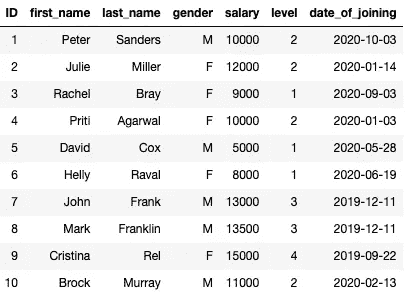 ID first_name last_name gender salary level date_of_joining
1 Peter Sanders M 10000 2 2020-10-03
2 Julie Miller F 12000 2 2020-01-14
3 Rachel Bray F 9000 1 2020-09-03
4 Priti Agarwal F 10000 2 2020-01-03
5 David Cox M 5000 1 2020-05-28
6 Helly Raval F 8000 1 2020-06-19
7 John Frank M 13000 3 2019-12-11
8 Mark Franklin M 13500 3 2019-12-11
9 Cristina Rel F 15000 4 2019-09-22
10 Brock Murray M 11000 2 2020-02-13